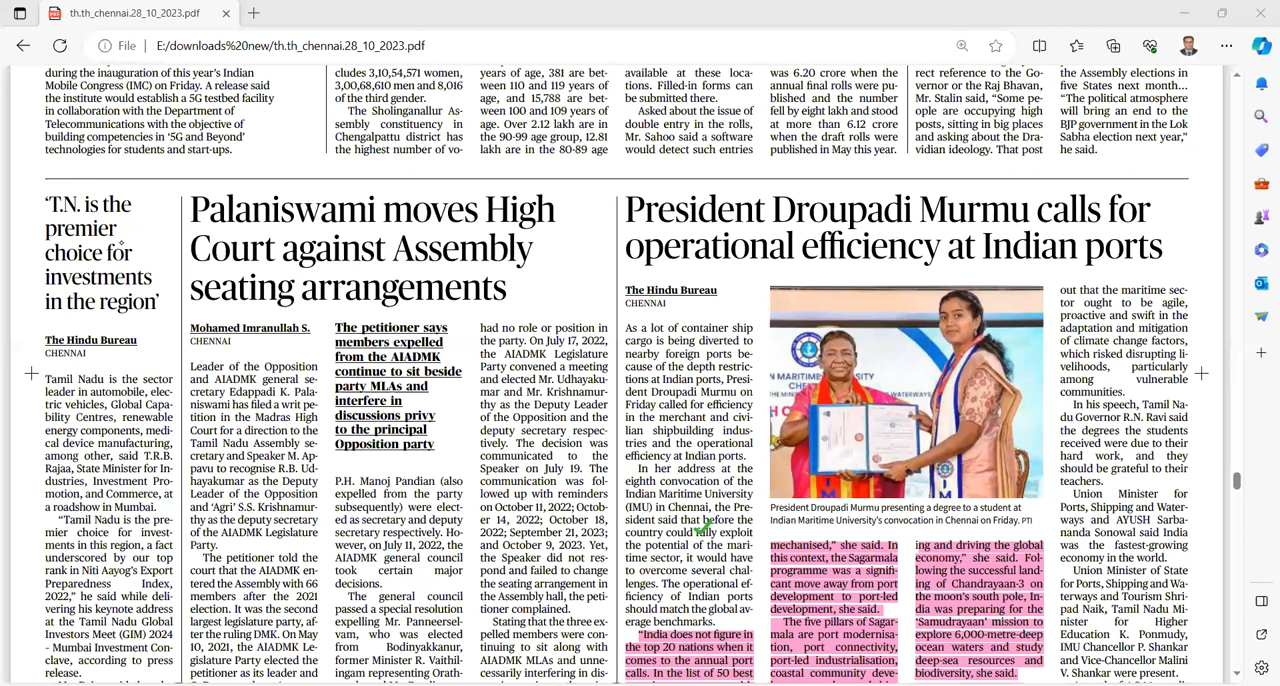 th.th_chennai.28_10_2023.pdf
File
E:/downloads%20new/th.th_chennai.28_10_2023.pdf
during the inauguration of this year's Indian
Mobile Congress (IMC) on Friday. A release said
the institute would establish a 5G testbed facility
in collaboration with the Department of
Telecommunications with the objective of
building competencies in '5G and Beyond'
technologies for students and start-ups.
cludes 3,10,54,571 women,
3,00,68,610 men and 8,016
of the third gender.
The Sholinganallur As-
sembly constituency in
Chengalpattu district has
the highest number of vo-
years of age, 381 are bet-
ween 110 and 119 years of
age, and 15,788 are bet-
ween 100 and 109 years of
age. Over 2.12 lakh are in
the 90-99 age group, 12.81
lakh are in the 80-89 age
available at these loca-
tions. Filled-in forms can
be submitted there.
Asked about the issue of
double entry in the rolls,
Mr. Sahoo said a software
would detect such entries
was 6.20 crore when the
annual final rolls were pu-
blished and the number
fell by eight lakh and stood
at more than 6.12 crore
when the draft rolls were
published in May this year.
rect reference to the Go-
vernor or the Raj Bhavan,
Mr. Stalin said, "Some pe-
ople are occupying high
posts, sitting in big places
and asking about the Dra-
vidian ideology. That post
the Assembly elections in
five States next month...
"The political atmosphere
will bring an end to the
BJP government in the Lok
Sabha election next year,"
he said.
'T.N. is the
premier
choice for
investments
in the region'
The Hindu Bureau
CHENNAI
Tamil Nadu is the sector
leader in automobile, elec-
tric vehicles, Global Capa-
bility Centres, renewable
energy components, medi-
cal device manufacturing,
among other, said T.R.B.
Rajaa, State Minister for In-
dustries, Investment Pro-
motion, and Commerce, at
a roadshow in Mumbai.
"Tamil Nadu is the pre-
mier choice for invest-
ments in this region, a fact
underscored by our top
rank in Niti Aayog's Export
Preparedness Index,
2022," he said while deli-
vering his keynote address
at the Tamil Nadu Global
Investors Meet (GIM) 2024
- Mumbai Investment Con-
clave, according to press
release.
Palaniswami moves High
Court against Assembly
seating arrangements
Mohamed Imranullah S.
CHENNAI
Leader of the Opposition
and AIADMK general se-
cretary Edappadi K. Pala-
niswami has filed a writ pe-
tition in the Madras High
Court for a direction to the
Tamil Nadu Assembly se-
cretary and Speaker M. Ap-
pavu to recognise R.B. Ud-
hayakumar as the Deputy
Leader of the Opposition
and 'Agri' S.S. Krishnamur-
thy as the deputy secretary
of the AIADMK Legislature
Party.
The petitioner told the
court that the AIADMK en-
tered the Assembly with 66
members after the 2021
election. It was the second
largest legislature party, af-
ter the ruling DMK. On May
10, 2021, the AIADMK Le-
gislature Party elected the
petitioner as its leader and
The petitioner says
members expelled
from the AIADMK
continue to sit beside
party MLAs and
interfere in
discussions privy
to the principal
Opposition party
P.H. Manoj Pandian (also
expelled from the party
subsequently) were elect-
ed as secretary and deputy
secretary respectively. Ho-
wever, on July 11, 2022, the
AIADMK general council
took certain major
decisions.
The general council
passed a special resolution
expelling Mr. Panneersel-
vam, who was elected
from Bodinayakkanur,
former Minister R. Vaithil-
ingam representing Orath-
had no role or position in
the party. On July 17, 2022,
the AIADMK Legislature
Party convened a meeting
and elected Mr. Udhayaku-
mar and Mr. Krishnamur-
thy as the Deputy Leader
of the Opposition and the
deputy secretary respec-
tively. The decision was
communicated to the
Speaker on July 19. The
communication was fol-
lowed up with reminders
on October 11, 2022; Octob-
er 14, 2022; October 18,
2022; September 21, 2023;
and October 9, 2023. Yet,
the Speaker did not res-
pond and failed to change
the seating arrangement in
the Assembly hall, the peti-
tioner complained.
Stating that the three ex-
pelled members were con-
tinuing to sit along with
AIADMK MLAs and unne-
cessarily interfering in dis-
President Droupadi Murmu calls for
operational efficiency at Indian ports
The Hindu Bureau
CHENNAI
As a lot of container ship
cargo is being diverted to
nearby foreign ports be-
cause of the depth restric-
tions at Indian ports, Presi-
dent Droupadi Murmu on
Friday called for efficiency
in the merchant and civi-
lian shipbuilding indus-
tries and the operational
efficiency at Indian ports.
In her address at the
eighth convocation of the
Indian Maritime University
(IMU) in Chennai, the Pre-
sident said that before the
country could fully exploit
the potential of the mari-
time sector, it would have
to overcome several chal-
lenges. The operational ef-
ficiency of Indian ports
should match the global av-
erage benchmarks.
"India does not figure in
the top 20 nations when it
comes to the annual port
calls. In the list of 50 best
President Droupadi Murmu presenting a degree to a student at
Indian Maritime University's convocation in Chennai on Friday. PTI
mechanised," she said. In
this context, the Sagarmala
programme was a signifi-
cant move away from port
development to port-led
development, she said.
The five pillars of Sagar-
mala are port modernisa-
tion, port connectivity,
port-led industrialisation,
coastal community deve-
ing and driving the global
economy," she said. Fol-
lowing the successful land-
ing of Chandrayaan-3 on
the moon's south pole, In-
dia was preparing for the
'Samudrayaan' mission to
explore 6,000-metre-deep
ocean waters and study
deep-sea resources and
biodiversity, she said.
out that the maritime sec-
tor ought to be agile,
proactive and swift in the
adaptation and mitigation
of climate change factors,
which risked disrupting li-
velihoods, particularly
among vulnerable
communities.
In his speech, Tamil Na-
du Governor R.N. Ravi said
the degrees the students
received were due to their
hard work, and they
should be grateful to their
teachers.
Union Minister for
Ports, Shipping and Water-
ways and AYUSH Sarba-
nanda Sonowal said India
was the fastest-growing
economy in the world.
Union Minister of State
for Ports, Shipping and Wa-
terways and Tourism Shri-
pad Naik, Tamil Nadu Mi-
nister for Higher
Education K. Ponmudy,
IMU Chancellor P. Shankar
and Vice-Chancellor Malini
V. Shankar were present.